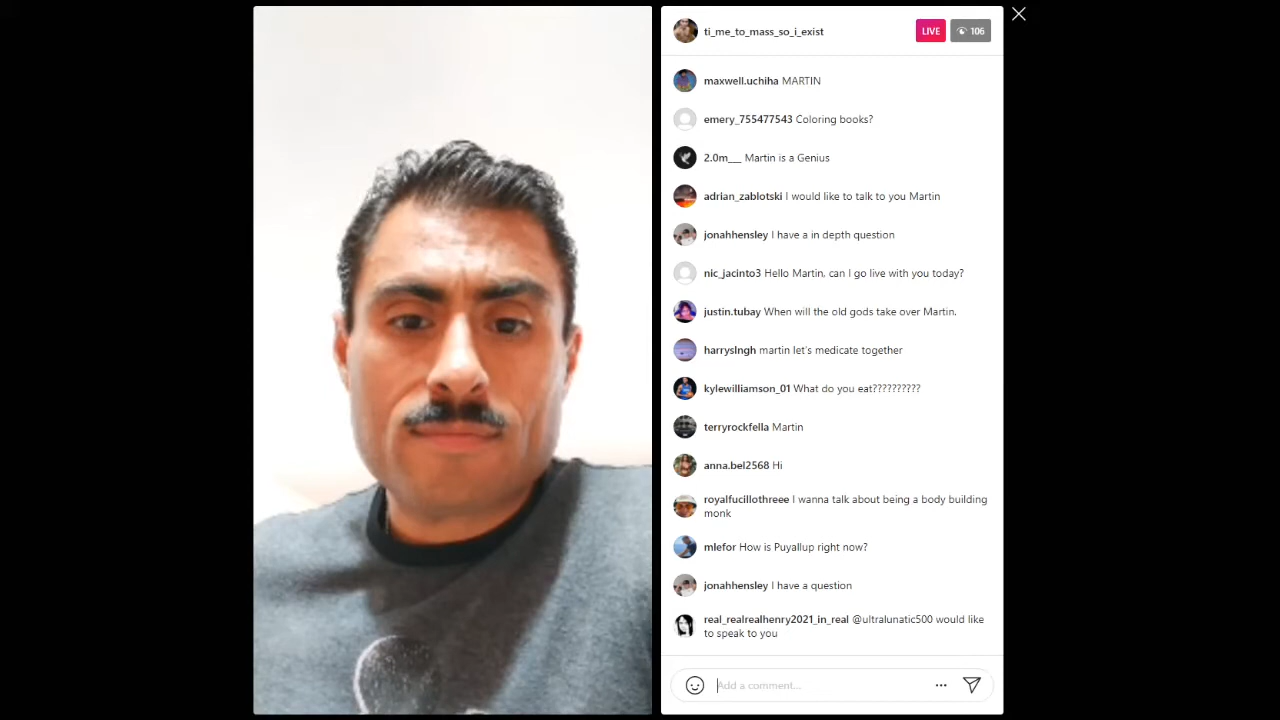 ti_me_to_mass_so_i_exist
LIVE
106
maxwell.uchiha MARTIN
emery_755477543 Coloring books?
2.0m___ Martin is a Genius
adrian_zablotski I would like to talk to you Martin
jonahhensley I have a in depth question
nic_jacinto3 Hello Martin, can I go live with you today?
justin.tubay When will the old gods take over Martin.
harryslngh martin let's medicate together
kylewilliamson_01 What do you eat??????????
terryrockfella Martin
anna.bel2568 Hi
royalfucillothreee I wanna talk about being a body building
monk
mlefor How is Puyallup right now?
jonahhensley I have a question
real_realrealhenry2021_in_real @ultralunatic500 would like
to speak to you
Add a comment...